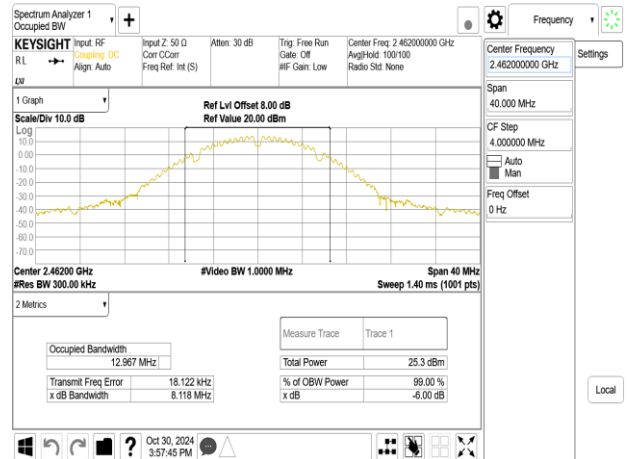 Spectrum Analyzer 1
Occupied BW
Frequency
KEYSIGHT
R L
Input: RF
Coupling: DC
Align: Auto
Input Z: 50 Ω
Corr CCorr
Freq Ref: Int (S)
Atten: 30 dB
Trig: Free Run
Gate: Off
#IF Gain: Low
Center Freq: 2.462000000 GHz
Avg|Hold: 100/100
Radio Std: None
Center Frequency
2.462000000 GHz
Settings
Span
40.000 MHz
CF Step
4.000000 MHz
Auto
Man
Freq Offset
0 Hz
1 Graph
Scale/Div 10.0 dB
Ref Lvl Offset 8.00 dB
Ref Value 20.00 dBm
Log
10.0
0.00
-10.0
-20.0
-30.0
-40.0
-50.0
-60.0
-70.0
Center 2.46200 GHz
#Video BW 1.0000 MHz
Span 40 MHz
#Res BW 300.00 kHz
Sweep 1.40 ms (1001 pts)
2 Metrics
Measure Trace
Trace 1
Occupied Bandwidth
12.967 MHz
Total Power
25.3 dBm
Transmit Freq Error
18.122 kHz
% of OBW Power
99.00 %
x dB Bandwidth
8.118 MHz
x dB
-6.00 dB
Local
?
Oct 30, 2024
3:57:45 PM